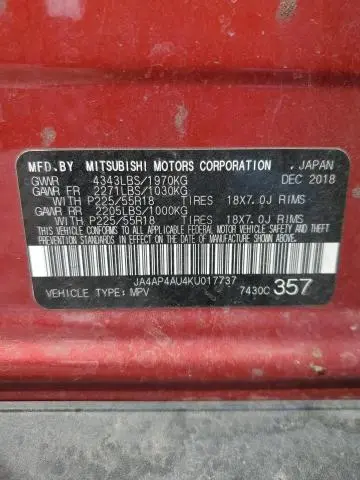 MFD.BY MITSUBISHI MOTORS CORPORATION , JAPAN
GVWR 4343LBS/1970KG DEC 2018
GAWR FR 2271LBS/1030KG
WITH P225/55R18 TIRES 18X7.0J RIMS
GAWR RR 2205LBS/1000KG
WITH P225/55R18 TIRES 18X7.0J RIMS
THIS VEHICLE CONFORMS TO ALL APPLICABLE
FEDERAL MOTOR VEHICLE SAFETY AND THEFT PREVENTION
STANDARDS IN EFFECT ON THE DATE OF MANUFACTURE
SHOWN ABOVE.
JA4AP4AU4KU017737
VEHICLE TYPE: MPV 7430C 357